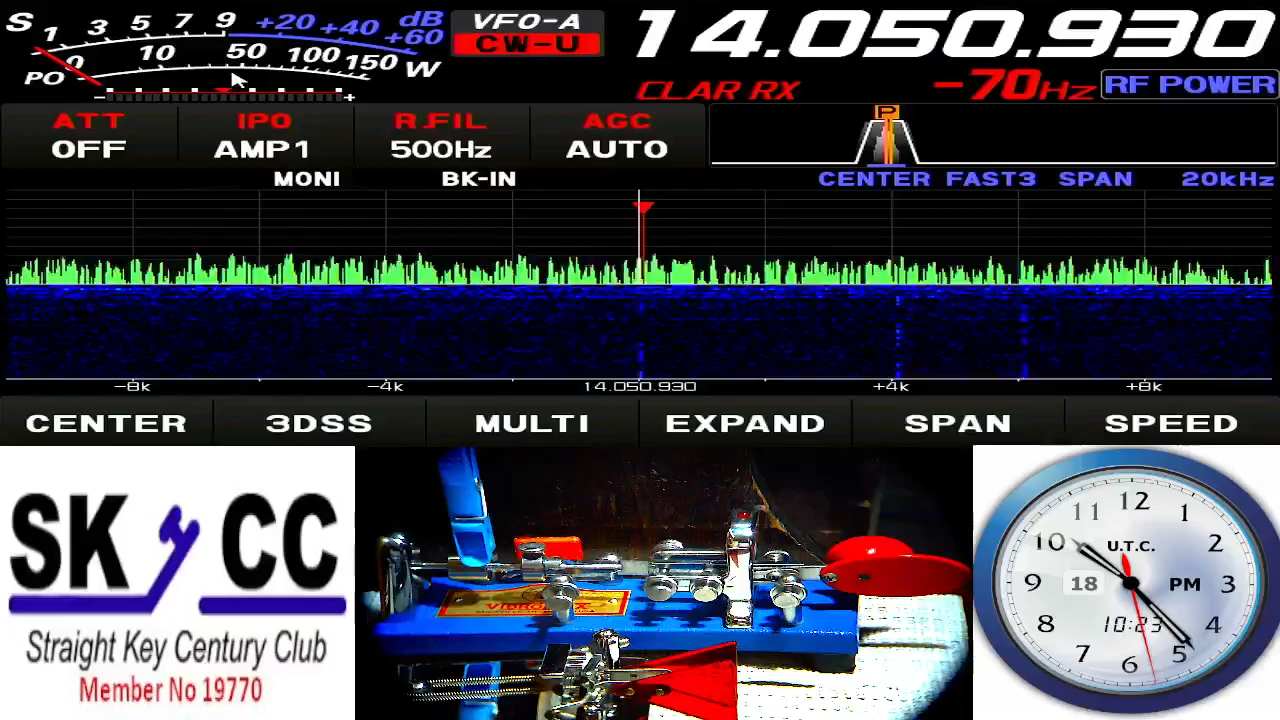 S 1 3 5 7 9 +20 +40 +60 dB
PO 0 10 50 100 150 W
− +
VFO-A
CW-U
14.050.930
CLAR RX -70Hz RF POWER
ATT IPO R.FIL AGC
OFF AMP1 500Hz AUTO
P
MONI BK-IN CENTER FAST3 SPAN 20kHz
-8k -4k 14.050.930 +4k +8k
CENTER 3DSS MULTI EXPAND SPAN SPEED
SK CC
Straight Key Century Club
Member No 19770
12
11 1
10 U.T.C. 2
9 18 PM 3
8 10:23 4
7 6 5